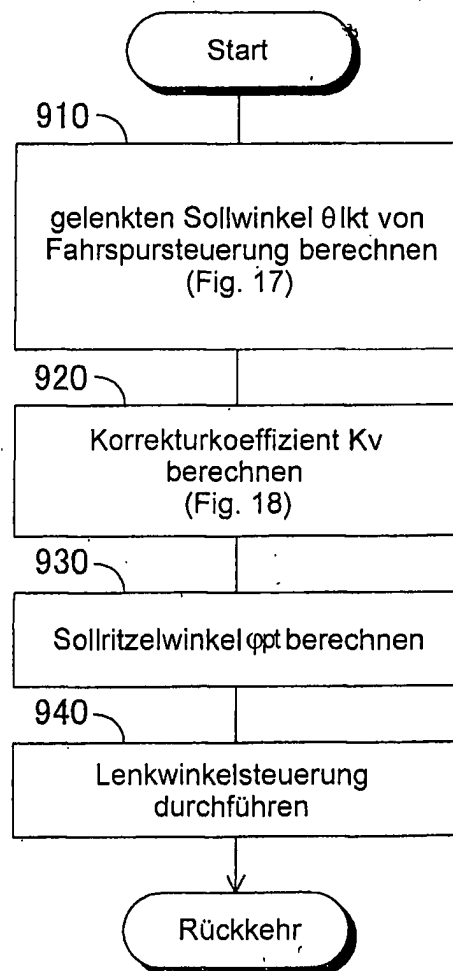 Start
910
gelenkten Sollwinkel θlkt von
Fahrspursteuerung berechnen
(Fig. 17)
920
Korrekturkoeffizient Kv
berechnen
(Fig. 18)
930
Sollritzelwinkel φpt berechnen
940
Lenkwinkelsteuerung
durchführen
Rückkehr